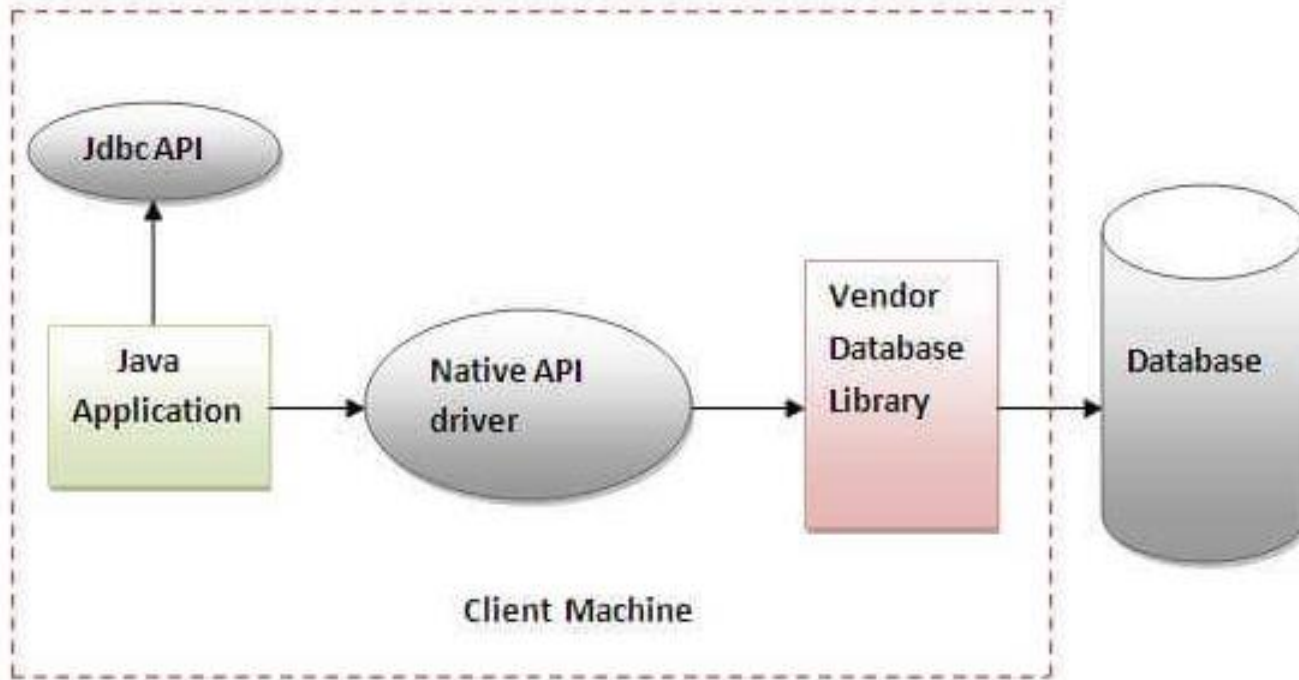 Jdbc API
Java
Application
Native API
driver
Vendor
Database
Library
Database
Client Machine